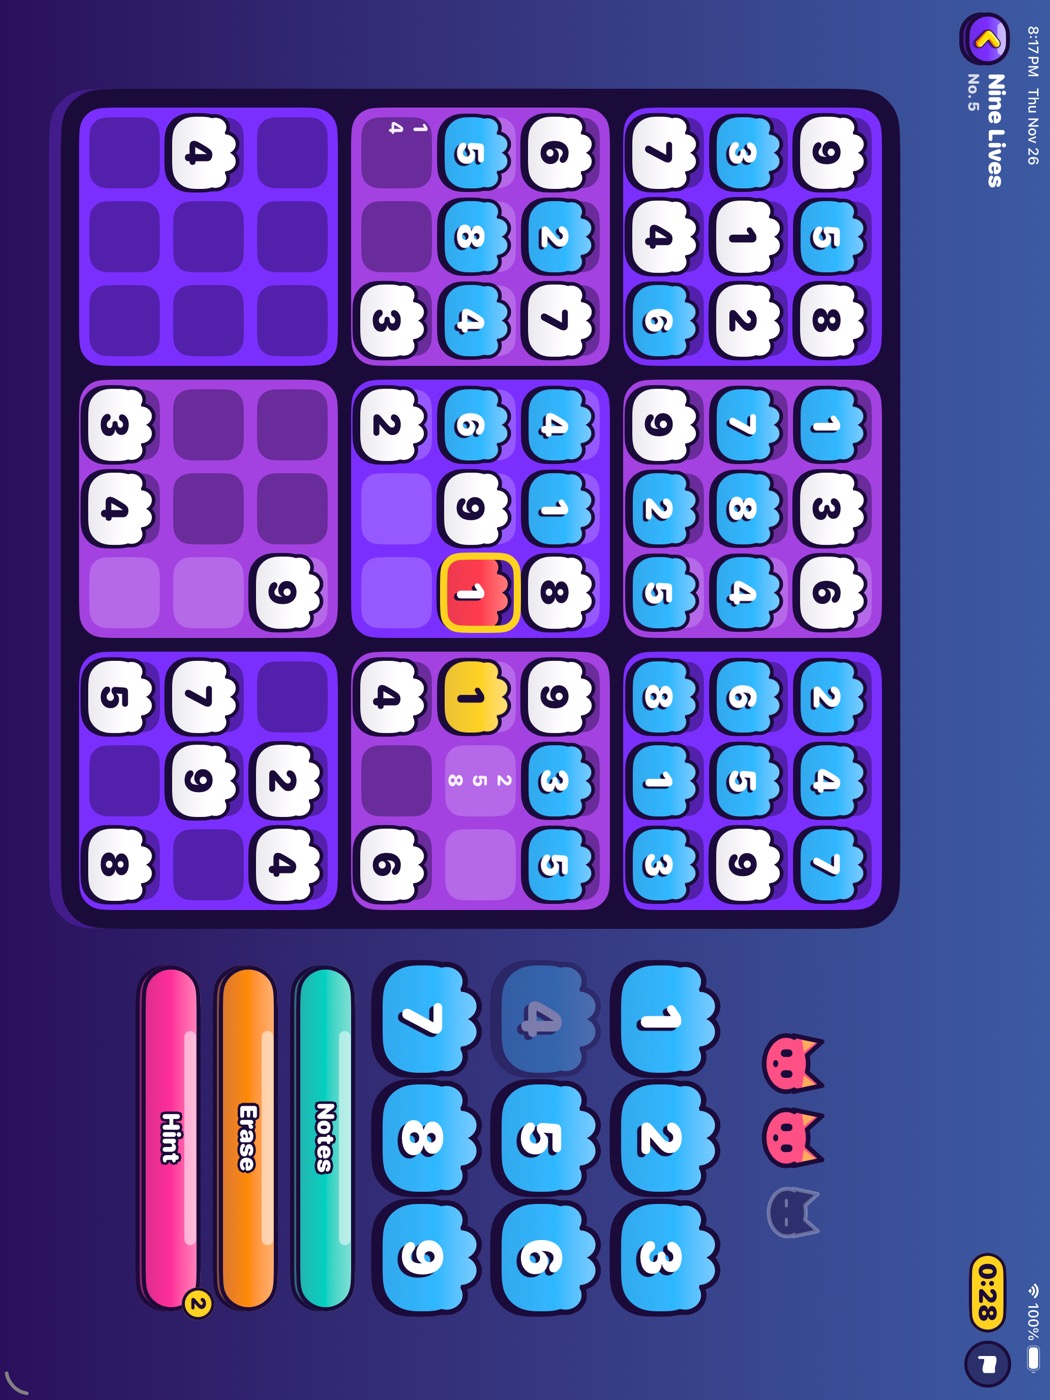 8:17 PM Thu Nov 26
100%
Nine Lives
No. 5
0:28
9 5 8 1 3 6 2 4 7
3 1 2 7 8 4 6 5 9
7 4 6 9 2 5 8 1 3
6 2 7 4 1 8 9 3 5
5 8 4 6 9 1 1
2
5
8
1
4
3 2 4 6
9 2 4
4 7 9
3 4 5 8
1 2 3
4 5 6
7 8 9
Notes
Erase
Hint
2